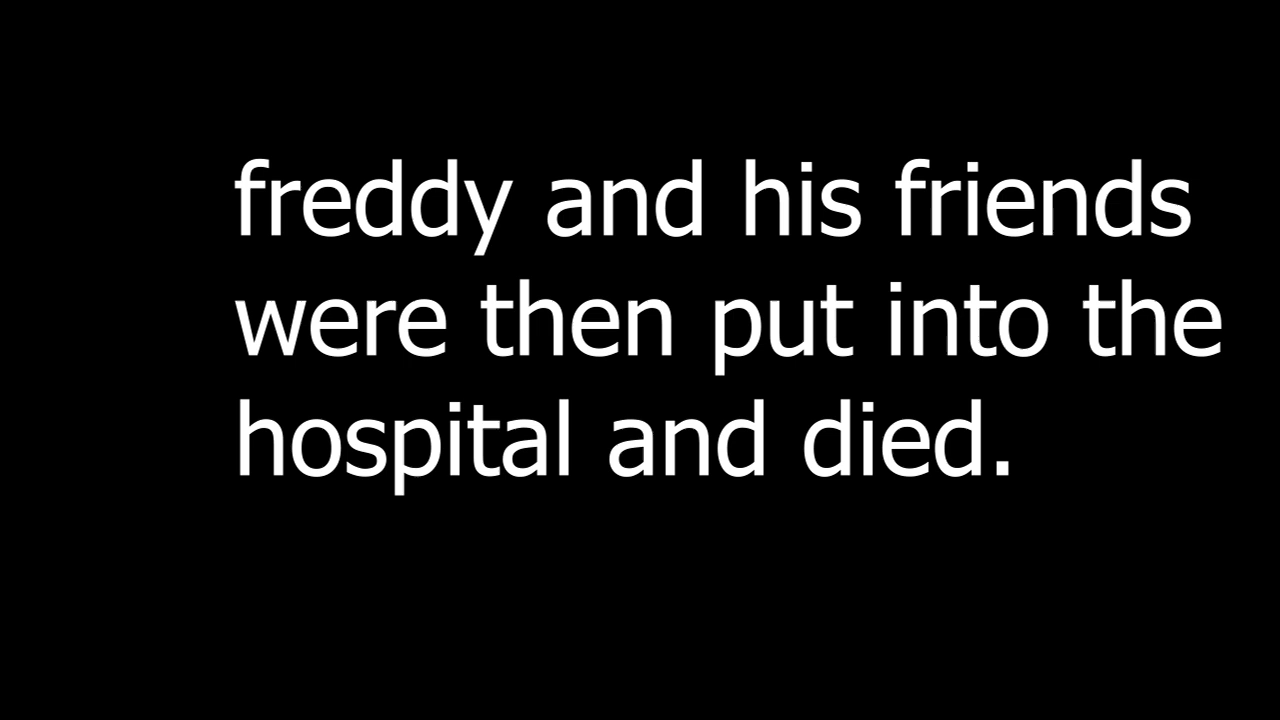 freddy and his friends
were then put into the
hospital and died.